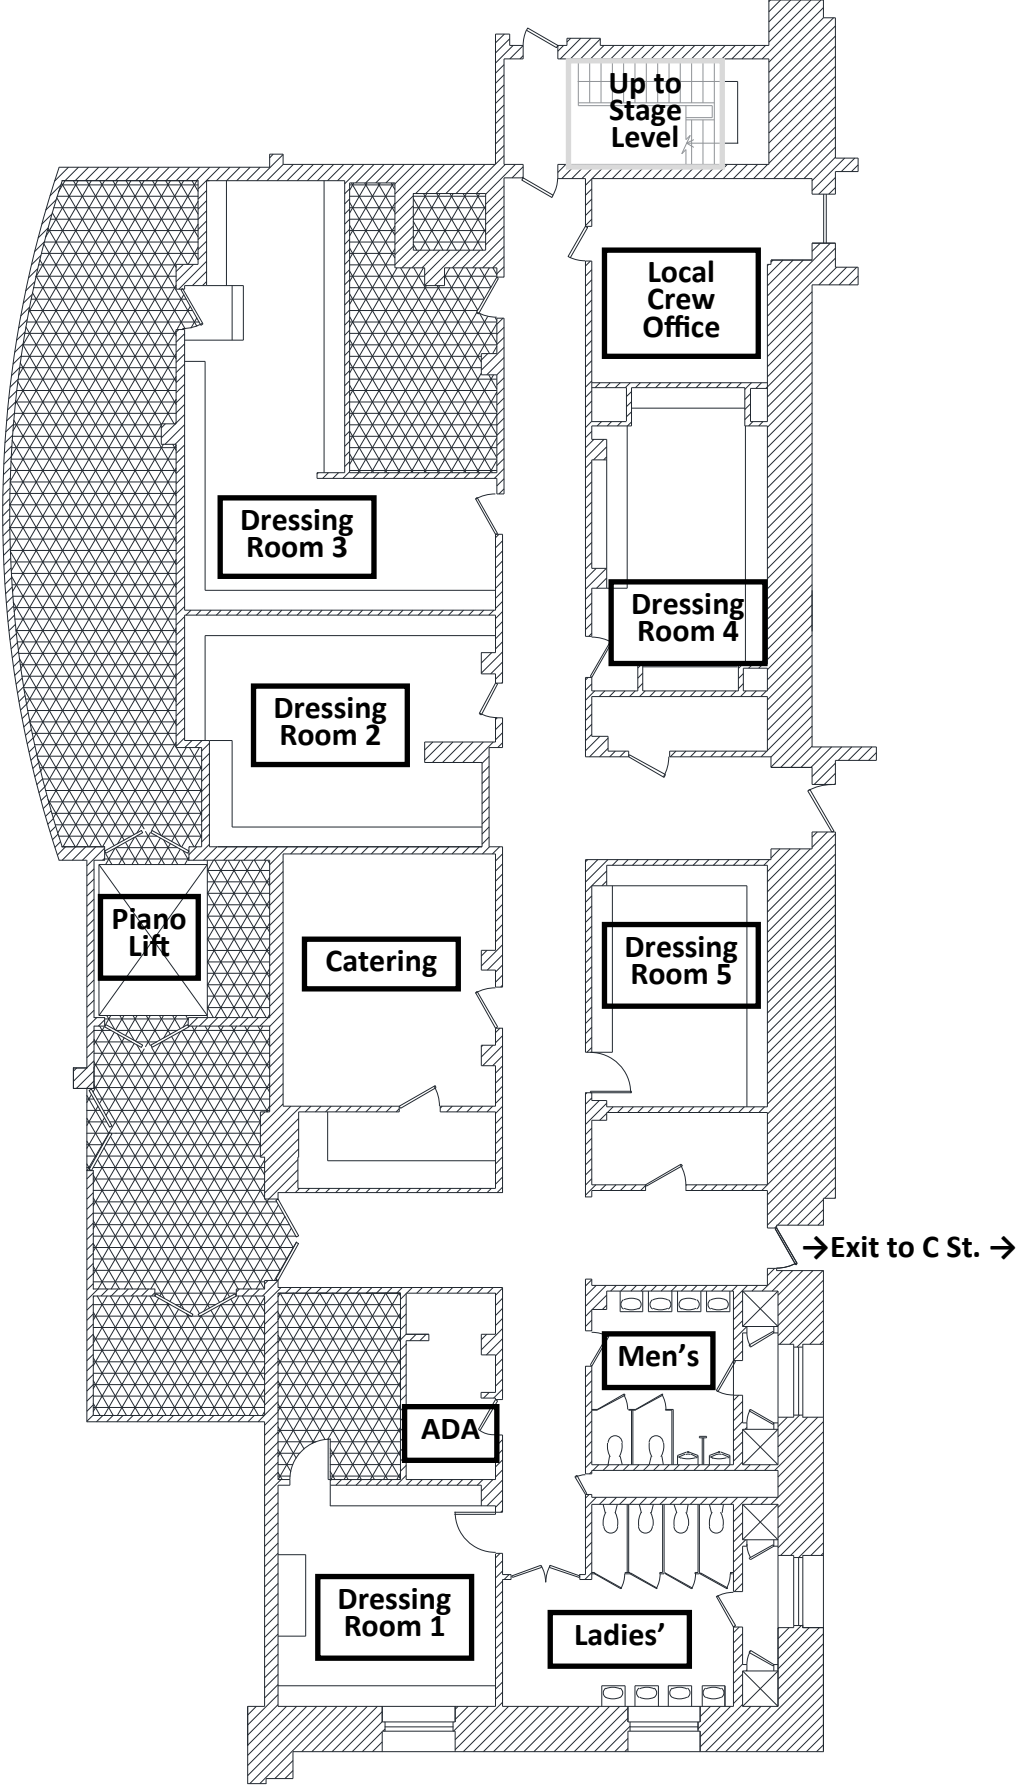 Up to
Stage
Level
Local
Crew
Office
Dressing
Room 3
Dressing
Room 4
Dressing
Room 2
Piano
Lift
Catering
Dressing
Room 5
→Exit to C St. →
Men’s
ADA
Dressing
Room 1
Ladies’